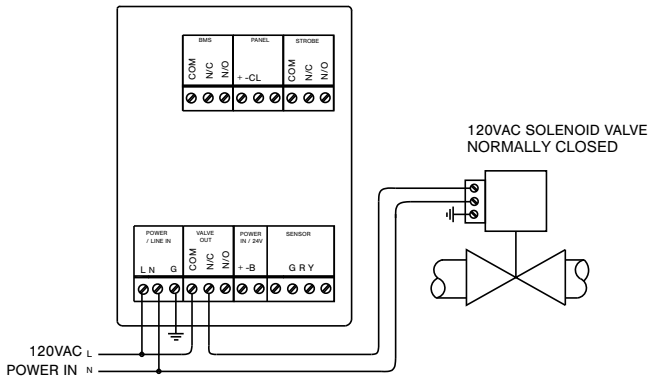 BMS PANEL STROBE
COM N/C N/O + -CL COM N/C N/O
120VAC SOLENOID VALVE
NORMALLY CLOSED
POWER / LINE IN
VALVE OUT
POWER IN / 24V
SENSOR
L N G COM N/C N/O + -B G R Y
120VAC L
POWER IN N